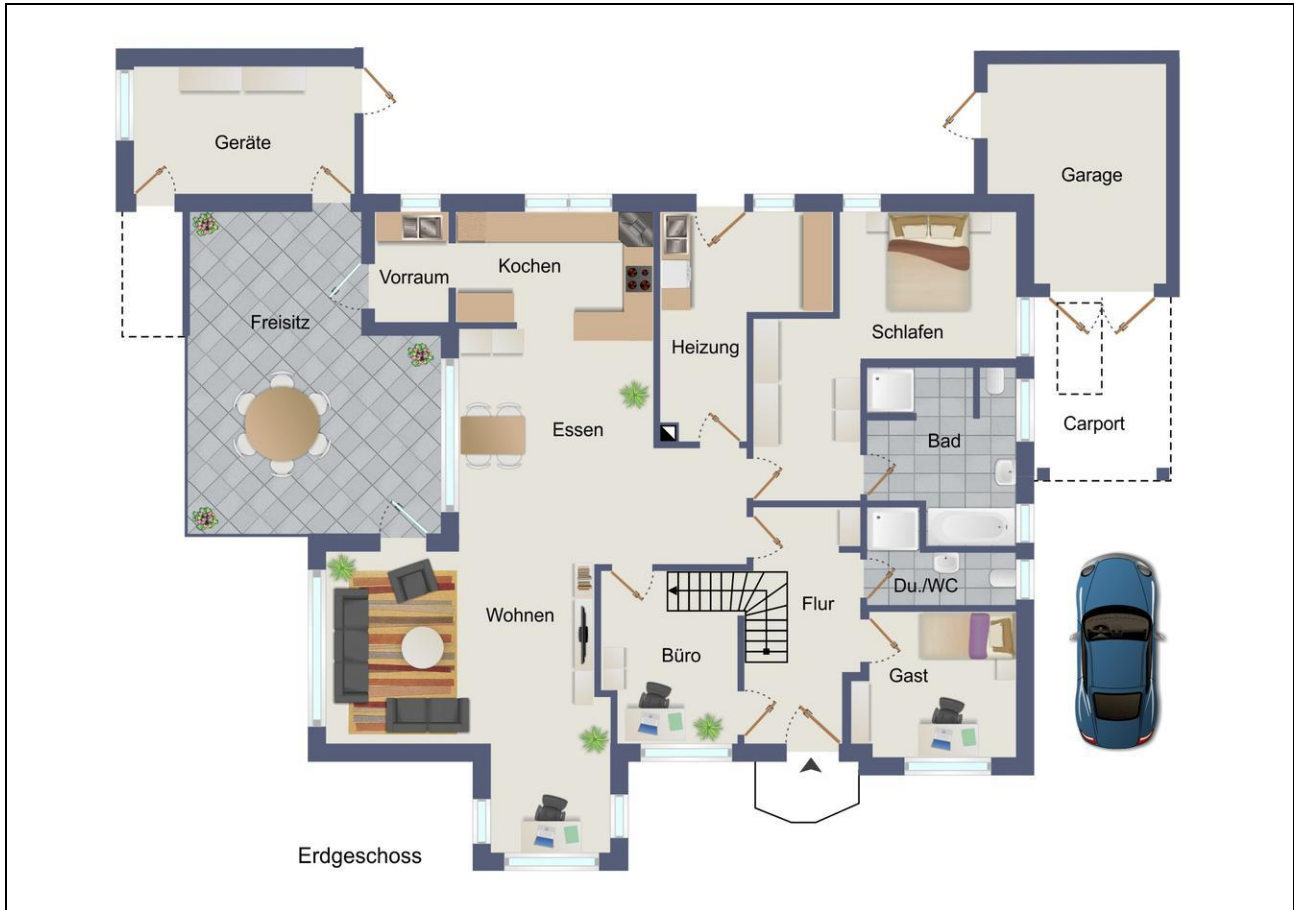 Geräte
Garage
Vorraum
Kochen
Freisitz
Schlafen
Heizung
Essen
Bad
Carport
Du./WC
Wohnen
Flur
Büro
Gast
Erdgeschoss